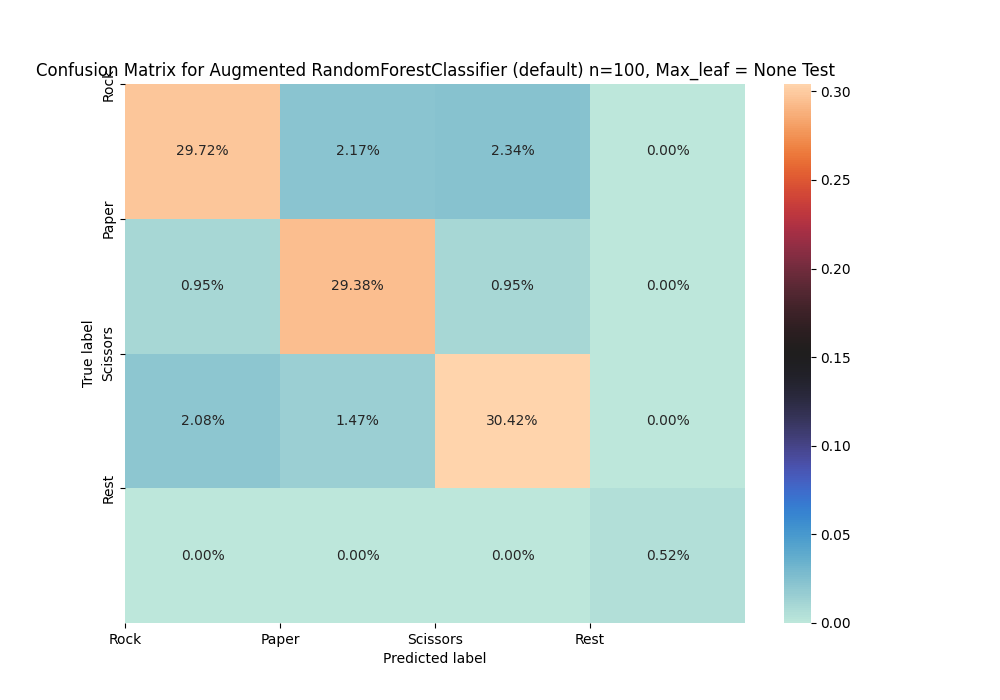 Confusion Matrix for Augmented RandomForestClassifier (default) n=100, Max_leaf = None Test
Rock
29.72% 2.17% 2.34% 0.00%
Paper
0.95% 29.38% 0.95% 0.00%
True label
Scissors
2.08% 1.47% 30.42% 0.00%
Rest
0.00% 0.00% 0.00% 0.52%
Rock Paper Scissors Rest
Predicted label
0.30
0.25
0.20
0.15
0.10
0.05
0.00